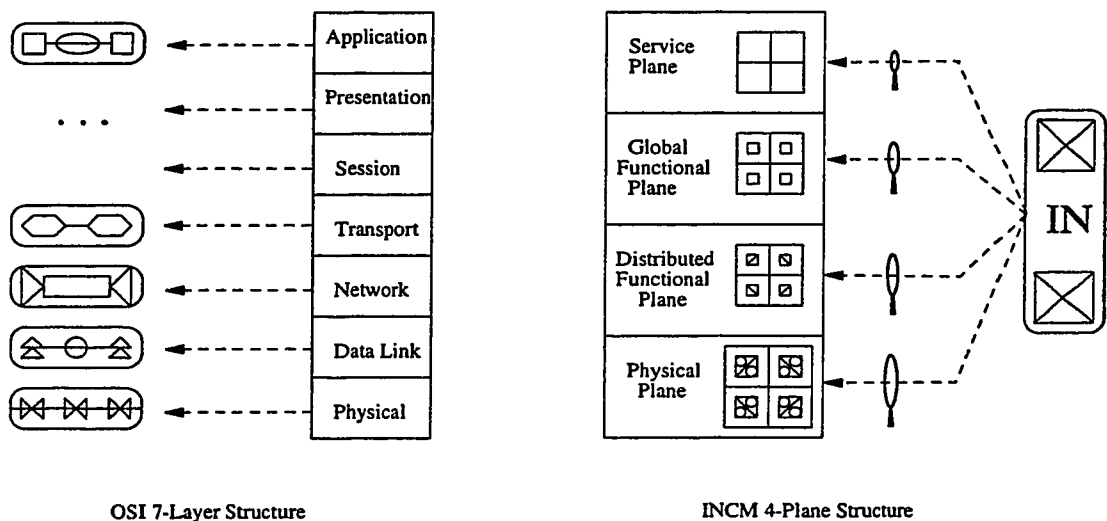 Application
Presentation
Session
Transport
Network
Data Link
Physical
OSI 7-Layer Structure
Service
Plane
Global
Functional
Plane
Distributed
Functional
Plane
Physical
Plane
IN
INCM 4-Plane Structure